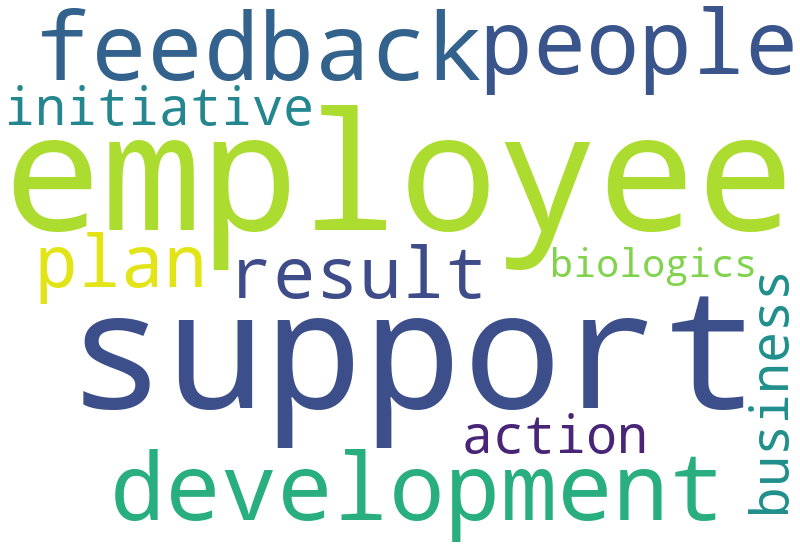 feedback people
initiative
employee
plan result biologics
support
business
action
development